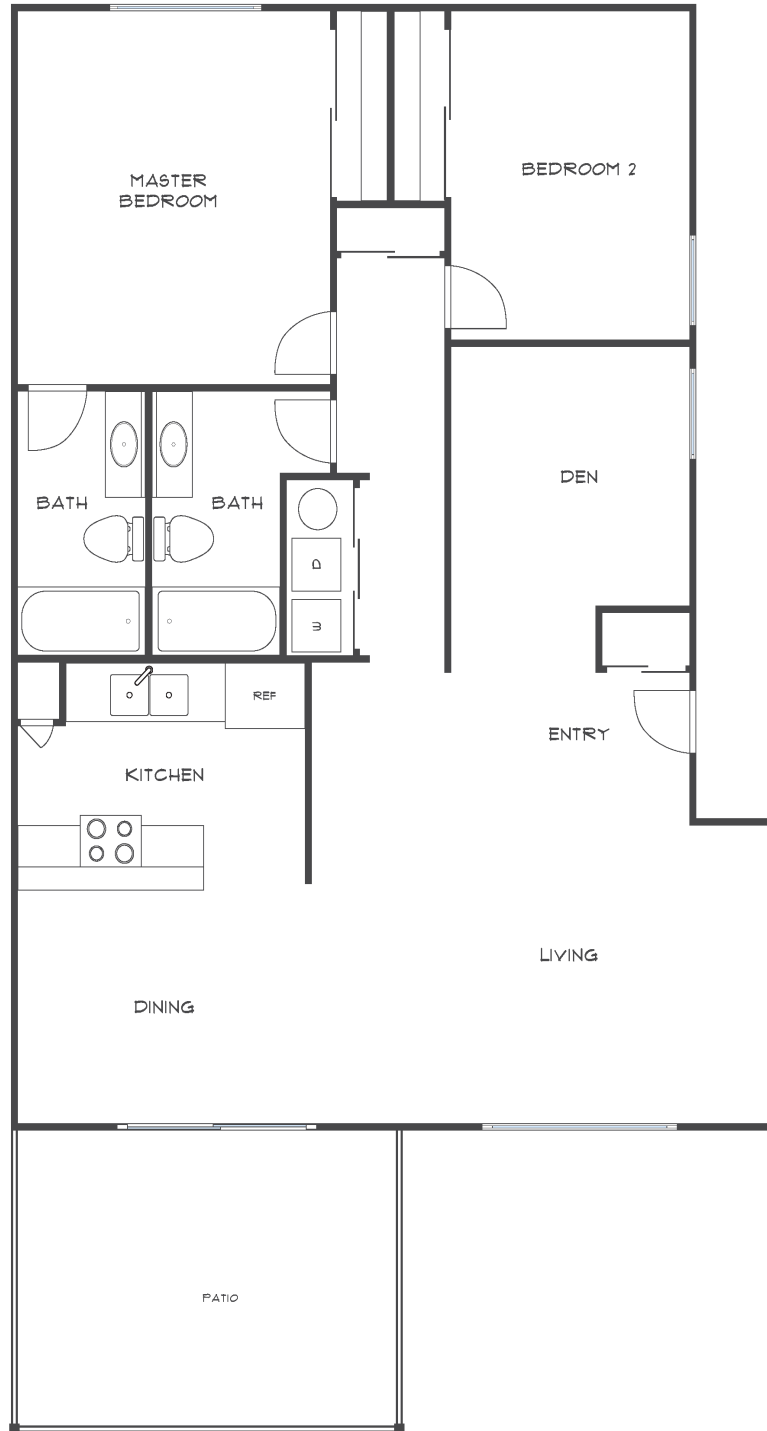 MASTER
BEDROOM
BEDROOM 2
DEN
BATH
BATH
D
W
REF
ENTRY
KITCHEN
LIVING
DINING
PATIO